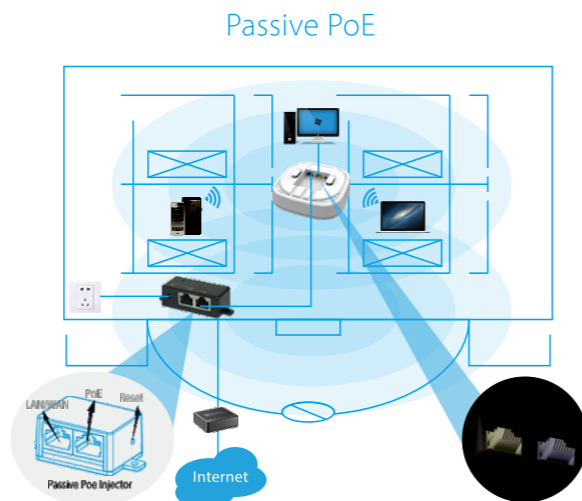 Passive PoE
PoE
LAN/WAN
Reset
Passive Poe Injector
Internet